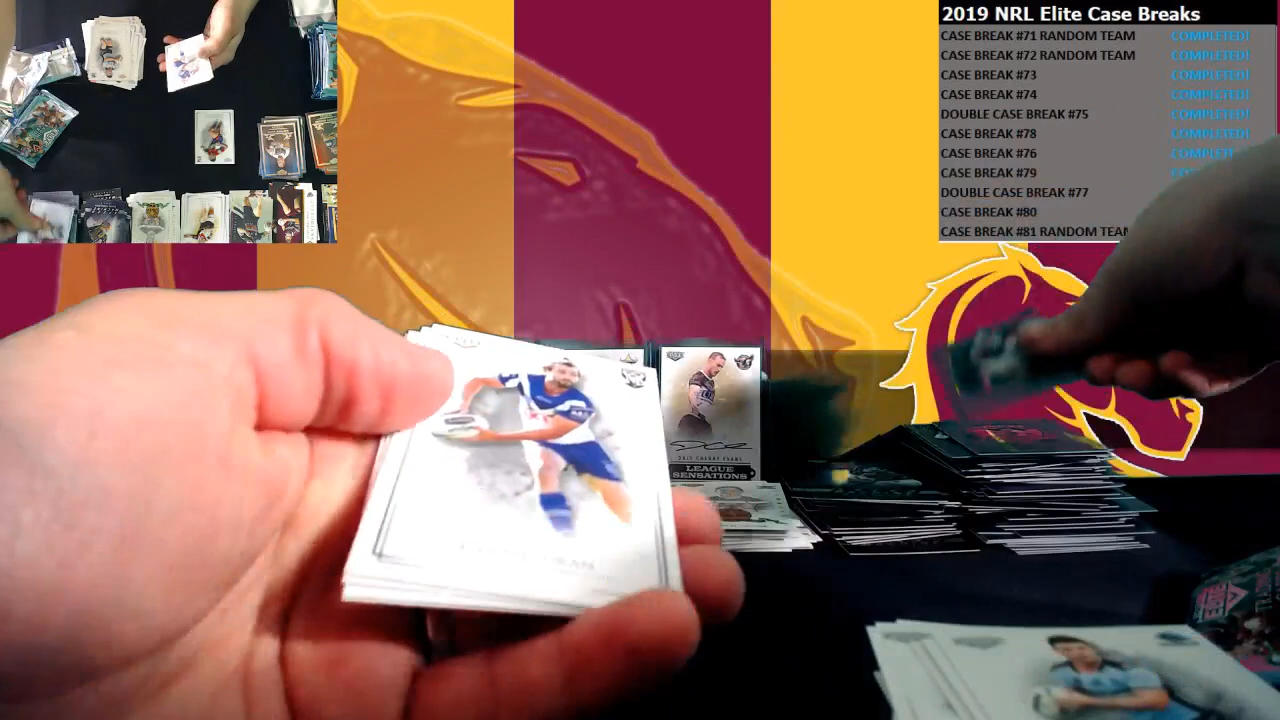 2019 NRL Elite Case Breaks
CASE BREAK #71 RANDOM TEAM COMPLETED!
CASE BREAK #72 RANDOM TEAM COMPLETED!
CASE BREAK #73 COMPLETED!
CASE BREAK #74 COMPLETED!
DOUBLE CASE BREAK #75 COMPLETED!
CASE BREAK #78 COMPLETED!
CASE BREAK #76
CASE BREAK #79
DOUBLE CASE BREAK #77
CASE BREAK #80
CASE BREAK #81 RANDOM TEAM
LEAGUE
SENSATIONS